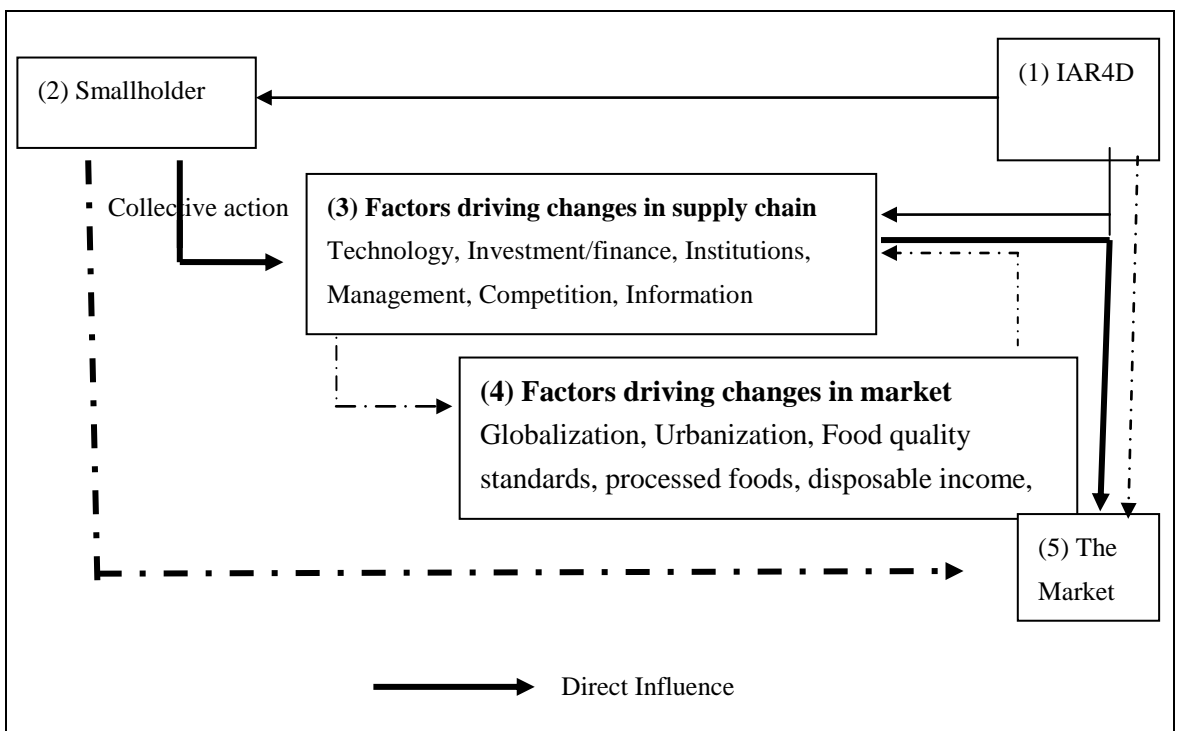 (1) IAR4D
(2) Smallholder
Collective action
(3) Factors driving changes in supply chain
Technology, Investment/finance, Institutions,
Management, Competition, Information
(4) Factors driving changes in market
Globalization, Urbanization, Food quality
standards, processed foods, disposable income,
(5) The
Market
Direct Influence